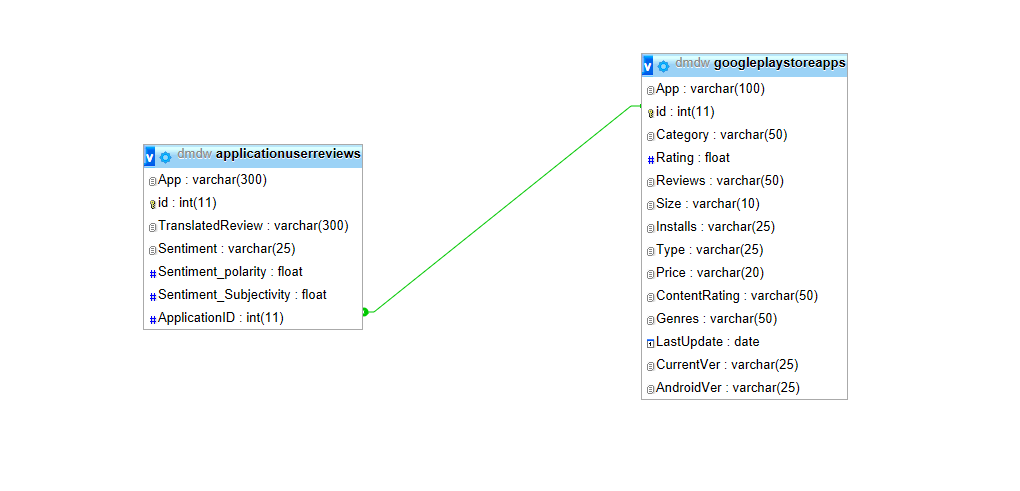 dmdw applicationuserreviews
App : varchar(300)
id : int(11)
TranslatedReview : varchar(300)
Sentiment : varchar(25)
Sentiment_polarity : float
Sentiment_Subjectivity : float
ApplicationID : int(11)
dmdw googleplaystoreapps
App : varchar(100)
id : int(11)
Category : varchar(50)
Rating : float
Reviews : varchar(50)
Size : varchar(10)
Installs : varchar(25)
Type : varchar(25)
Price : varchar(20)
ContentRating : varchar(50)
Genres : varchar(50)
LastUpdate : date
CurrentVer : varchar(25)
AndroidVer : varchar(25)